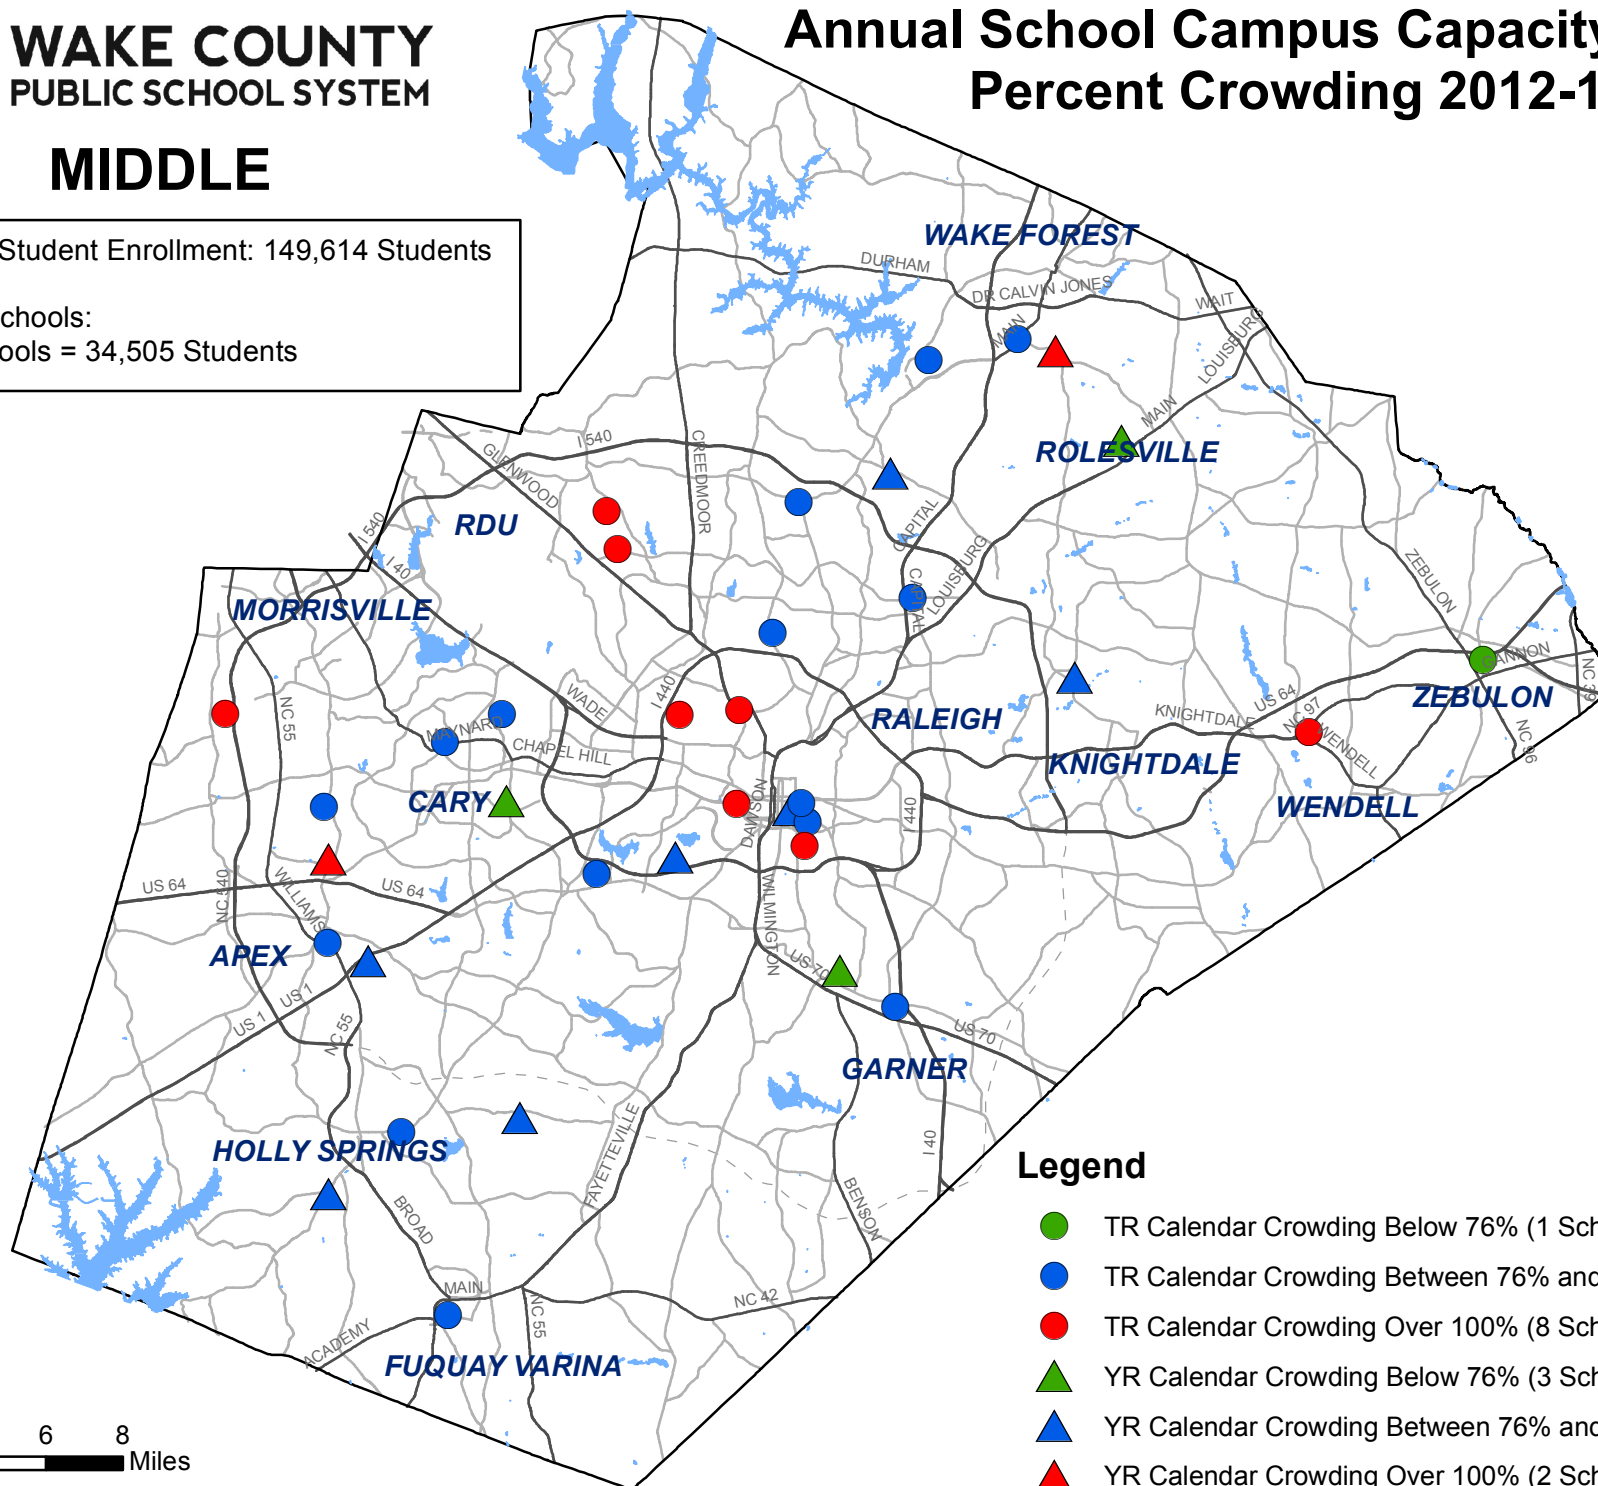 WAKE COUNTY
PUBLIC SCHOOL SYSTEM
Annual School Campus Capacity
Percent Crowding 2012-1
MIDDLE
Student Enrollment: 149,614 Students
chools:
ools = 34,505 Students
WAKE FOREST
DURHAM
DR CALVIN JONES
WAIT
MAIN
LOUISBURG
MAIN
ROLESVILLE
I 540
GLENWOOD
CREEDMOOR
RDU
I 540
I 40
CAPITAL
LOUISBURG
CAPITAL
ZEBULON
MORRISVILLE
GANNON
NC 39
ZEBULON
US 64
NC 97
KNIGHTDALE
WENDELL
NC 96
NC 55
WADE
I 440
RALEIGH
MAYNARD
CHAPEL HILL
KNIGHTDALE
WENDELL
CARY
DAWSON
I 440
US 64
NC 540
WILLIAMS
US 64
WILMINGTON
APEX
US 70
US 1
US 1
NC 55
US 70
GARNER
HOLLY SPRINGS
FAYETTEVILLE
I 40
BROAD
BENSON
MAIN
NC 55
NC 42
ACADEMY
FUQUAY VARINA
Legend
TR Calendar Crowding Below 76% (1 Sch
TR Calendar Crowding Between 76% and
TR Calendar Crowding Over 100% (8 Sch
YR Calendar Crowding Below 76% (3 Sch
YR Calendar Crowding Between 76% and
YR Calendar Crowding Over 100% (2 Sch
6 8
Miles